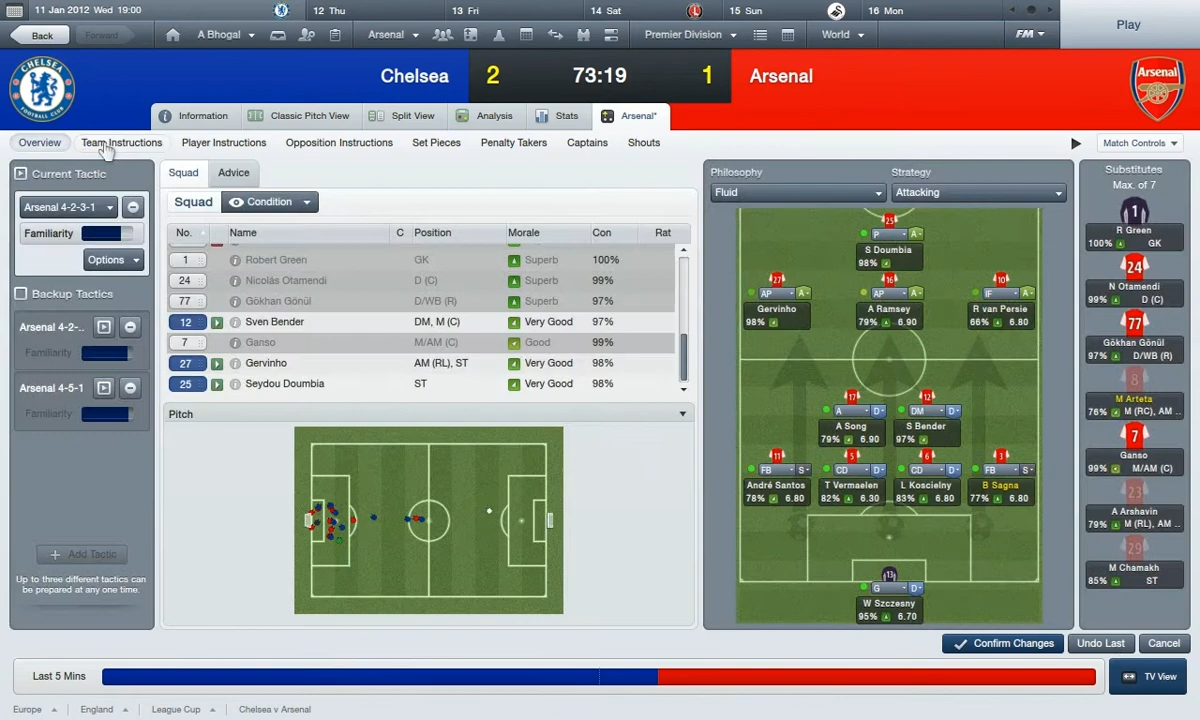 11 Jan 2012 Wed 19:00 12 Thu 13 Fri 14 Sat 15 Sun 16 Mon
Back Forward A Bhogal Arsenal Premier Division World FM Play
CHELSEA
Chelsea 2 73:19 1 Arsenal
Arsenal
Information Classic Pitch View Split View Analysis Stats Arsenal*
Overview Team Instructions Player Instructions Opposition Instructions Set Pieces Penalty Takers Captains Shouts Match Controls
Current Tactic
Arsenal 4-2-3-1
Familiarity
Options
Backup Tactics
Arsenal 4-2-..
Familiarity
Arsenal 4-5-1
Familiarity
+ Add Tactic
Up to three different tactics can
be prepared at any one time.
Squad Advice
Squad Condition
No. Name C Position Morale Con Rat
1 Robert Green GK Superb 100%
24 Nicolás Otamendi D (C) Superb 99%
77 Gökhan Gönül D/WB (R) Superb 97%
12 Sven Bender DM, M (C) Very Good 97%
7 Ganso M/AM (C) Good 99%
27 Gervinho AM (RL), ST Very Good 98%
25 Seydou Doumbia ST Very Good 98%
Pitch
Philosophy Strategy
Fluid Attacking
25
P A
S Doumbia
98%
27 16 10
AP A AP A IF A
Gervinho A Ramsey R van Persie
98% 79% 6.90 66% 6.80
17 12
A D DM D
A Song S Bender
79% 6.90 97%
11 5 6 3
FB S CD D CD D FB S
André Santos T Vermaelen L Koscielny B Sagna
78% 6.80 82% 6.30 83% 6.80 77% 6.80
13
G D
W Szczesny
95% 6.70
Substitutes
Max. of 7
1
R Green
100% GK
24
N Otamendi
99% D (C)
77
Gökhan Gönül
97% D/WB (R)
8
M Arteta
76% M (RC), AM ...
7
Ganso
99% M/AM (C)
23
A Arshavin
79% M (RL), AM ...
29
M Chamakh
85% ST
Confirm Changes Undo Last Cancel
Last 5 Mins TV View
Europe England League Cup Chelsea v Arsenal